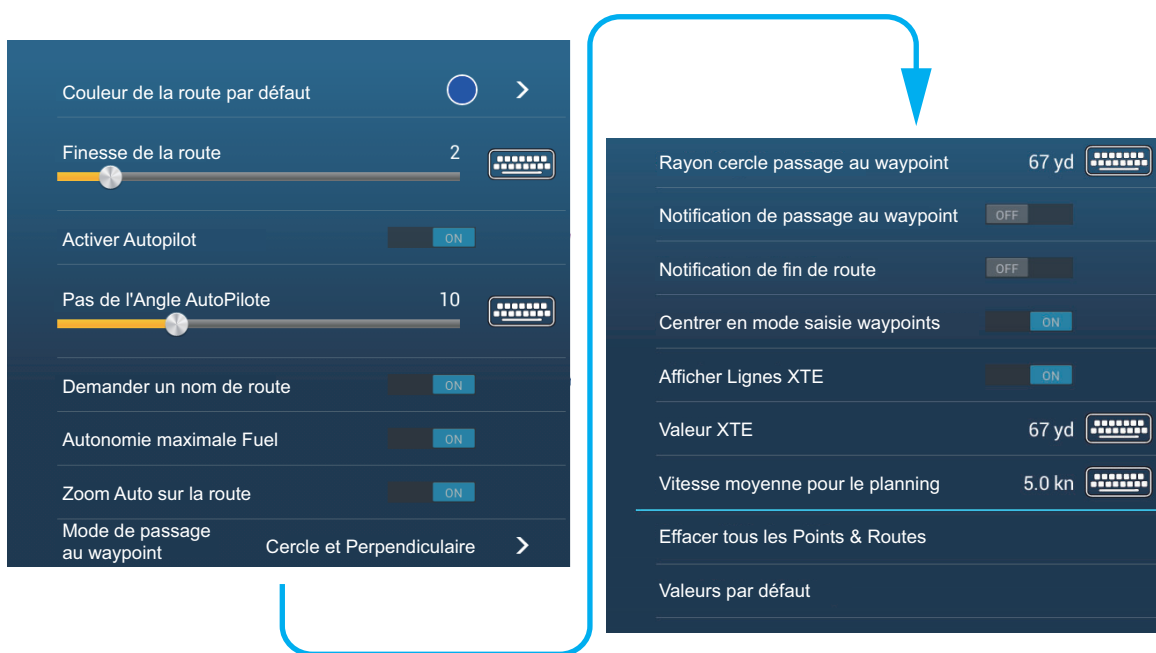 Couleur de la route par défaut
Finesse de la route 2
Activer Autopilot ON
Pas de l'Angle AutoPilote 10
Demander un nom de route ON
Autonomie maximale Fuel ON
Zoom Auto sur la route ON
Mode de passage
au waypoint Cercle et Perpendiculaire
Rayon cercle passage au waypoint 67 yd
Notification de passage au waypoint OFF
Notification de fin de route OFF
Centrer en mode saisie waypoints ON
Afficher Lignes XTE ON
Valeur XTE 67 yd
Vitesse moyenne pour le planning 5.0 kn
Effacer tous les Points & Routes
Valeurs par défaut